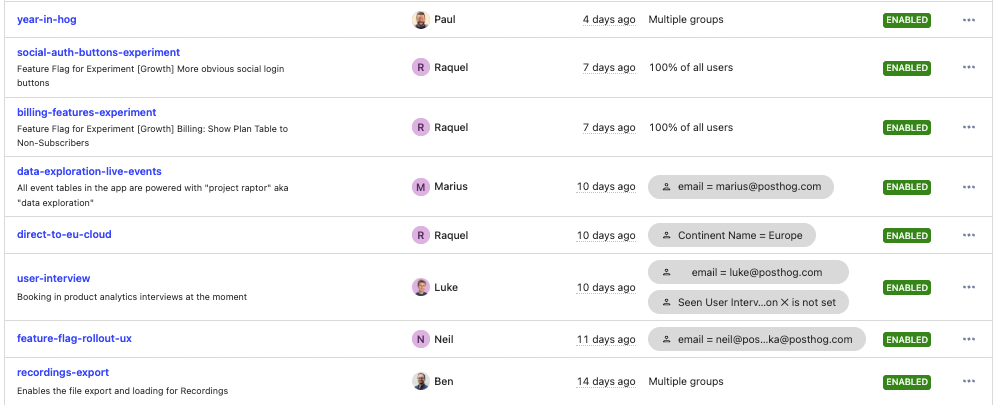 year-in-hog Paul 4 days ago Multiple groups ENABLED
social-auth-buttons-experiment
Feature Flag for Experiment [Growth] More obvious social login
buttons
R Raquel 7 days ago 100% of all users ENABLED
billing-features-experiment
Feature Flag for Experiment [Growth] Billing: Show Plan Table to
Non-Subscribers
R Raquel 7 days ago 100% of all users ENABLED
data-exploration-live-events
All event tables in the app are powered with "project raptor" aka
"data exploration"
M Marius 10 days ago email = marius@posthog.com ENABLED
direct-to-eu-cloud R Raquel 10 days ago Continent Name = Europe ENABLED
user-interview
Booking in product analytics interviews at the moment
Luke 10 days ago email = luke@posthog.com ENABLED
Seen User Interv...on X is not set
feature-flag-rollout-ux N Neil 11 days ago email = neil@pos...ka@posthog.com ENABLED
recordings-export
Enables the file export and loading for Recordings
Ben 14 days ago Multiple groups ENABLED